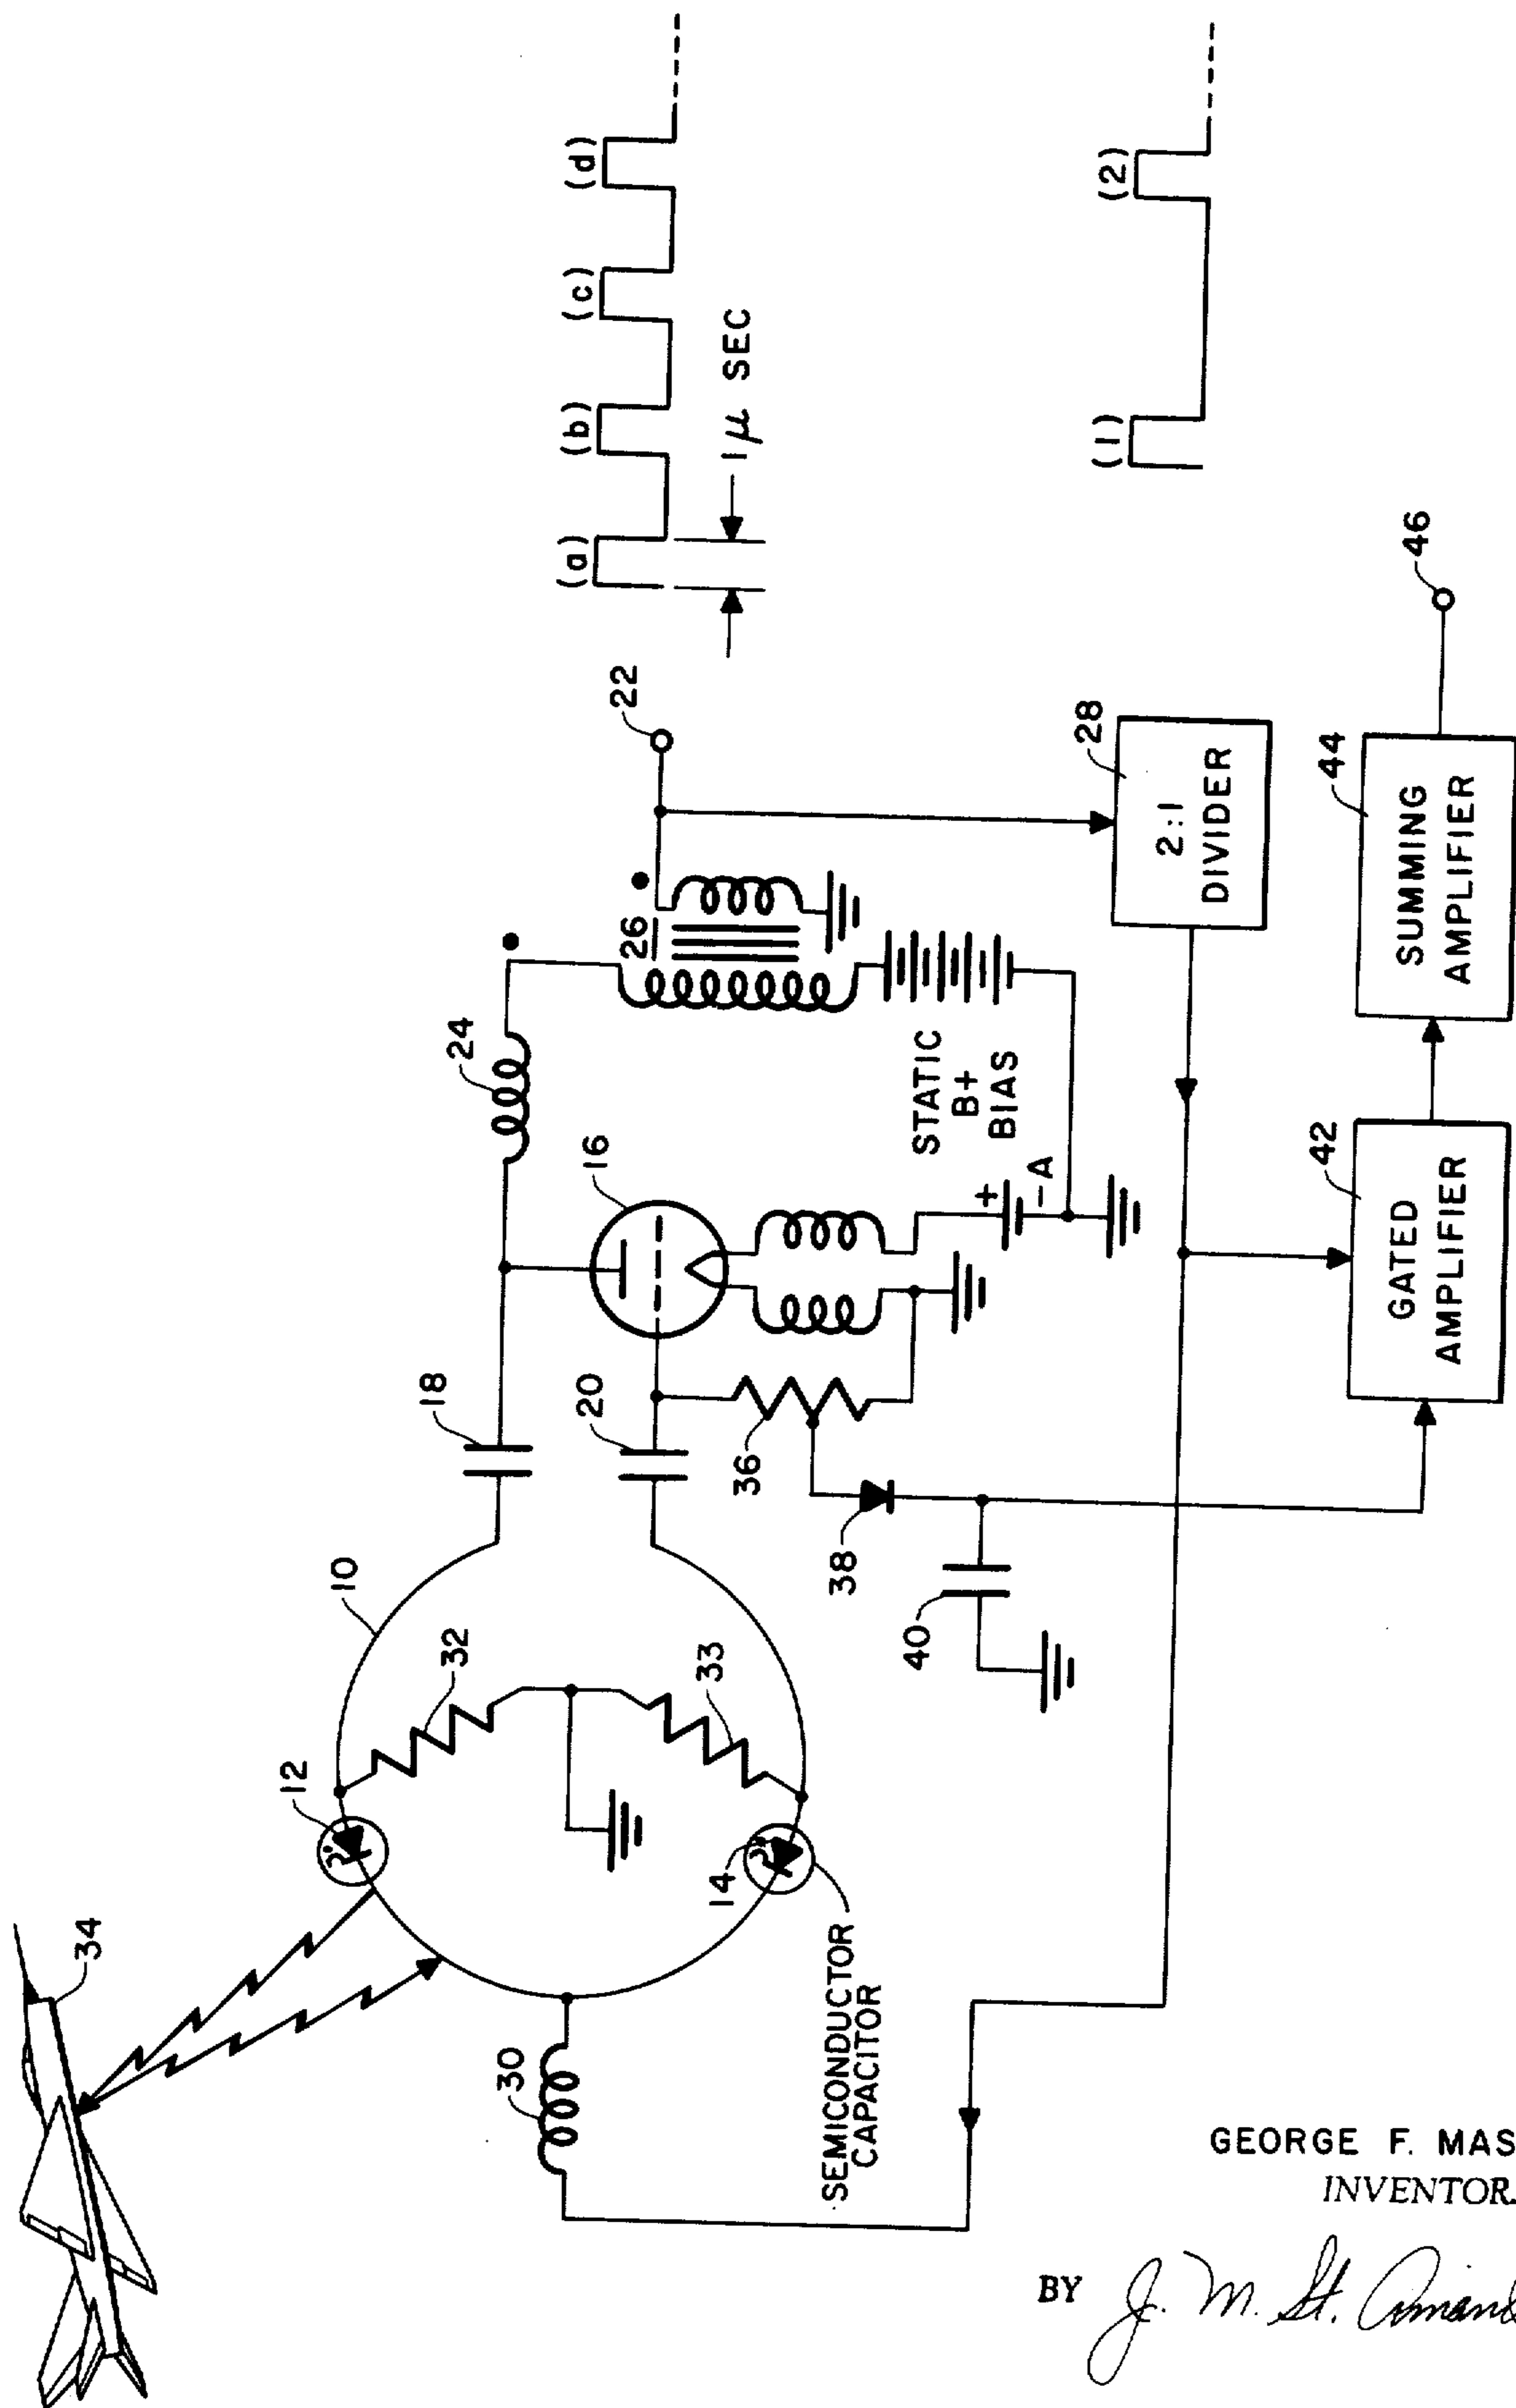 34
12
10
32
33
14
SEMICONDUCTOR
CAPACITOR
30
18
20
16
24
26
22
36
38
40
STATIC
B+
BIAS
+
-A
(a)
(b)
(c)
(d)
1 μ SEC
(1)
(2)
28
2:1
DIVIDER
42
GATED
AMPLIFIER
44
SUMMING
AMPLIFIER
46
GEORGE F. MAS
INVENTOR.
BY J. M. St.